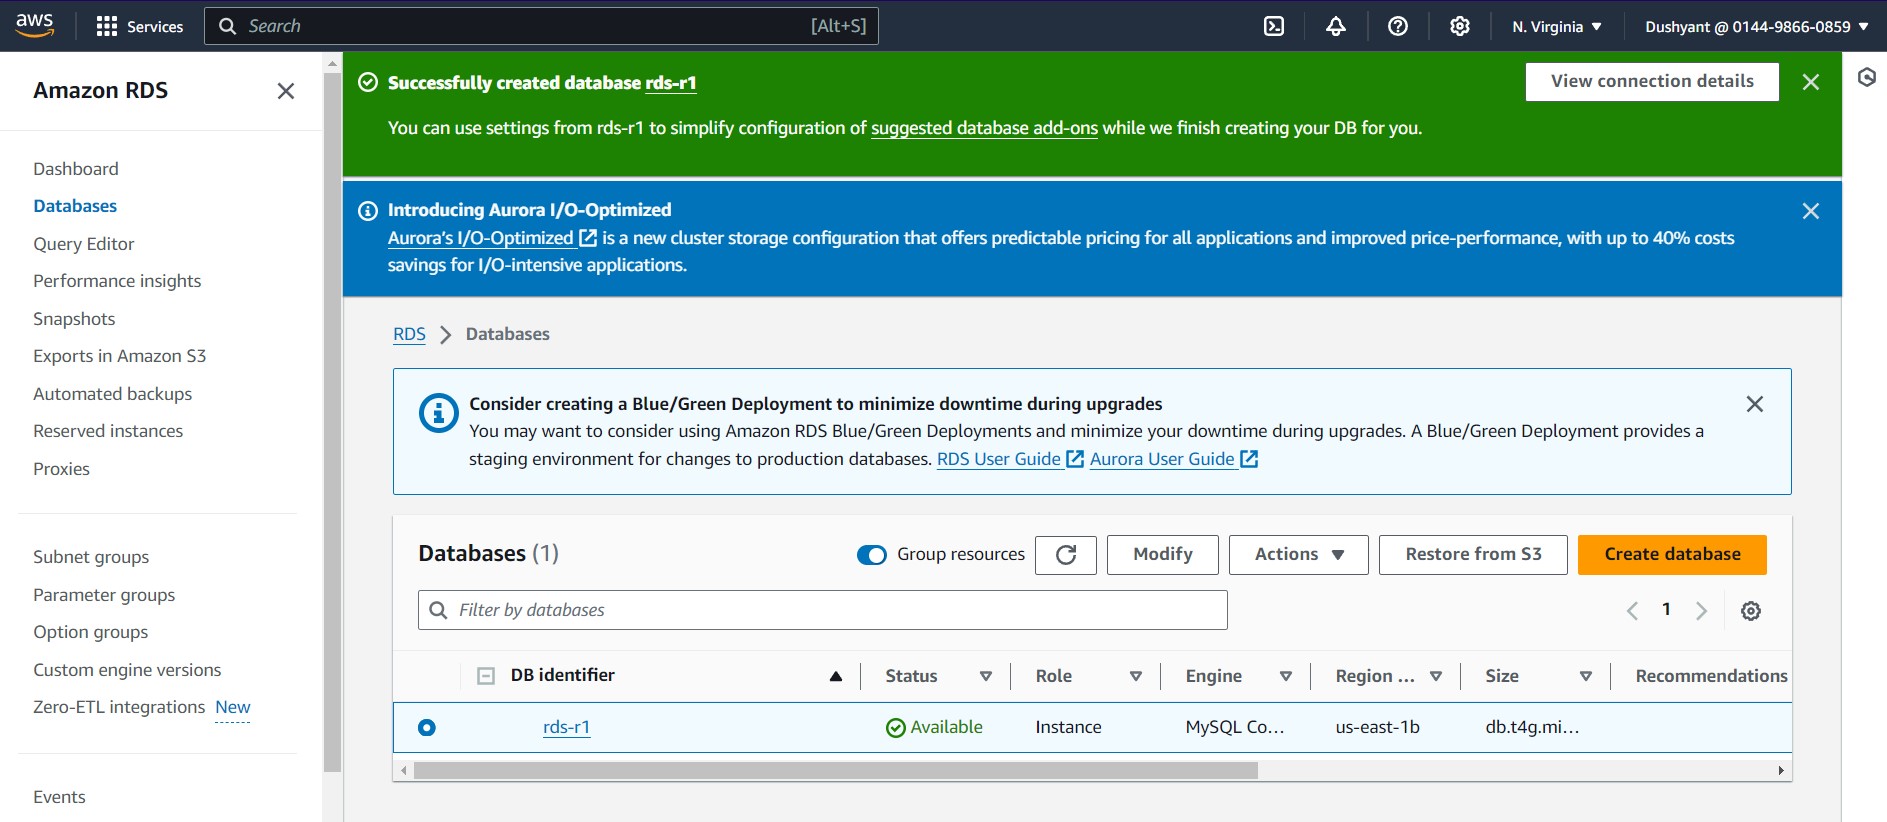 aws Services Search [Alt+S] N. Virginia Dushyant @ 0144-9866-0859
Amazon RDS
Dashboard
Databases
Query Editor
Performance insights
Snapshots
Exports in Amazon S3
Automated backups
Reserved instances
Proxies
Subnet groups
Parameter groups
Option groups
Custom engine versions
Zero-ETL integrations New
Events
Successfully created database rds-r1
View connection details
You can use settings from rds-r1 to simplify configuration of suggested database add-ons while we finish creating your DB for you.
Introducing Aurora I/O-Optimized
Aurora's I/O-Optimized is a new cluster storage configuration that offers predictable pricing for all applications and improved price-performance, with up to 40% costs
savings for I/O-intensive applications.
RDS Databases
Consider creating a Blue/Green Deployment to minimize downtime during upgrades
You may want to consider using Amazon RDS Blue/Green Deployments and minimize your downtime during upgrades. A Blue/Green Deployment provides a
staging environment for changes to production databases. RDS User Guide Aurora User Guide
Databases (1) Group resources Modify Actions Restore from S3 Create database
Filter by databases 1
DB identifier Status Role Engine Region ... Size Recommendations
rds-r1 Available Instance MySQL Co... us-east-1b db.t4g.mi...